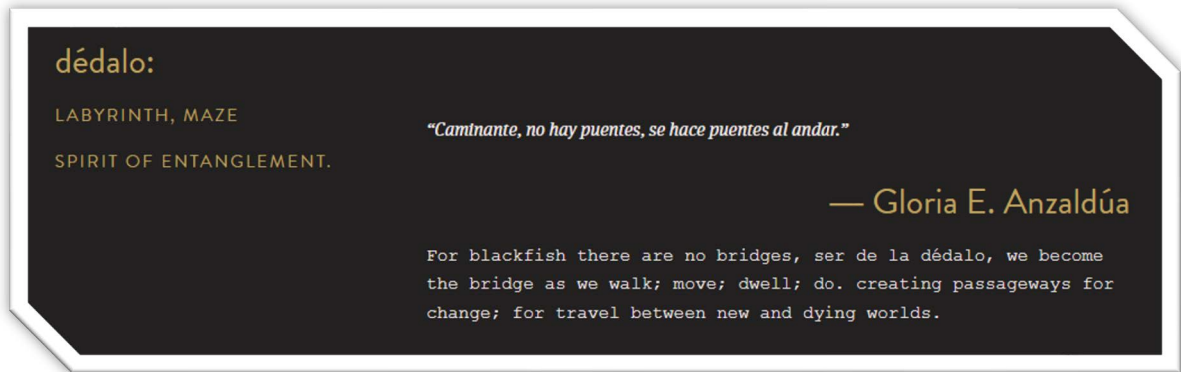 dédalo:
LABYRINTH, MAZE
SPIRIT OF ENTANGLEMENT.
“Caminante, no hay puentes, se hace puentes al andar.”
— Gloria E. Anzaldúa
For blackfish there are no bridges, ser de la dédalo, we become
the bridge as we walk; move; dwell; do. creating passageways for
change; for travel between new and dying worlds.